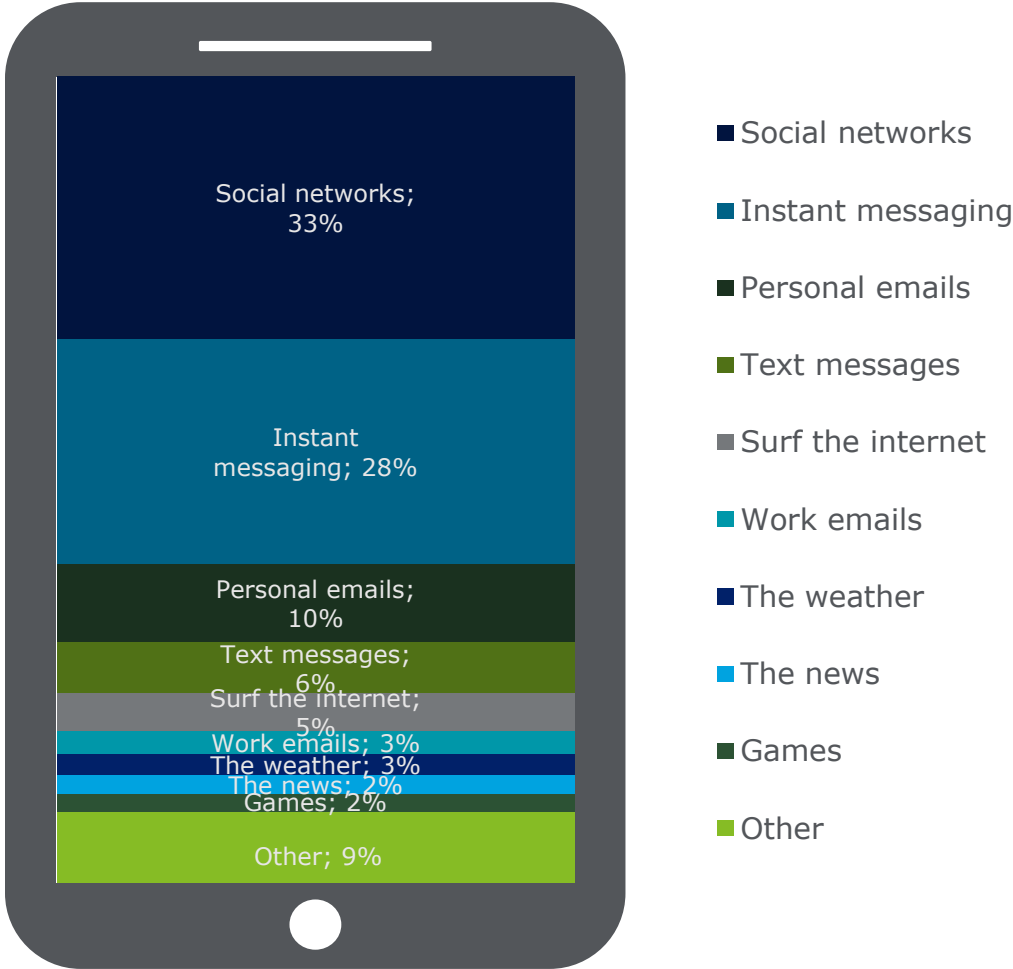 Social networks;
33%
Instant
messaging; 28%
Personal emails;
10%
Text messages;
6%
Surf the internet;
5%
Work emails; 3%
The weather; 3%
The news; 2%
Games; 2%
Other; 9%
Social networks
Instant messaging
Personal emails
Text messages
Surf the internet
Work emails
The weather
The news
Games
Other